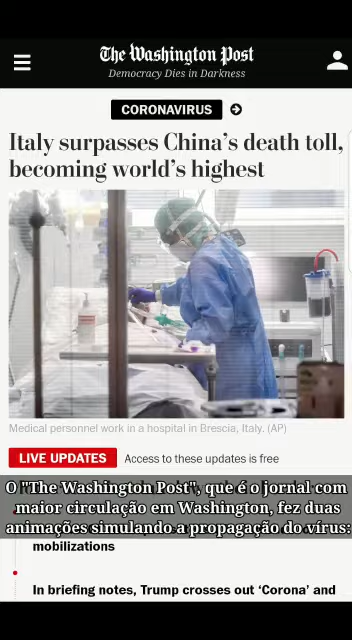 The Washington Post
Democracy Dies in Darkness
CORONAVIRUS
Italy surpasses China's death toll,
becoming world's highest
Medical personnel work in a hospital in Brescia, Italy. (AP)
LIVE UPDATES
Access to these updates is free
O "The Washington Post", que é o jornal com
maior circulação em Washington, fez duas
animações simulando a propagação do vírus:
mobilizations
In briefing notes, Trump crosses out ‘Corona’ and